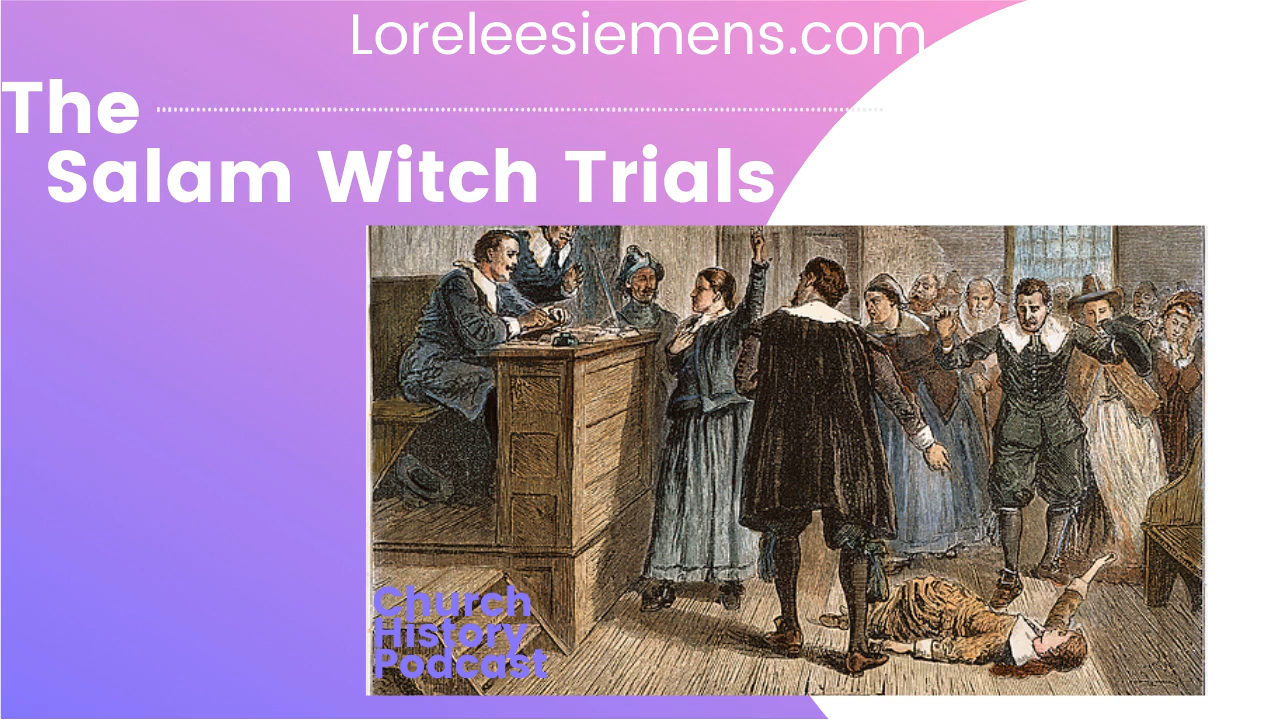 Loreleesiemens.com
The
Salam Witch Trials
Church
History
Podcast